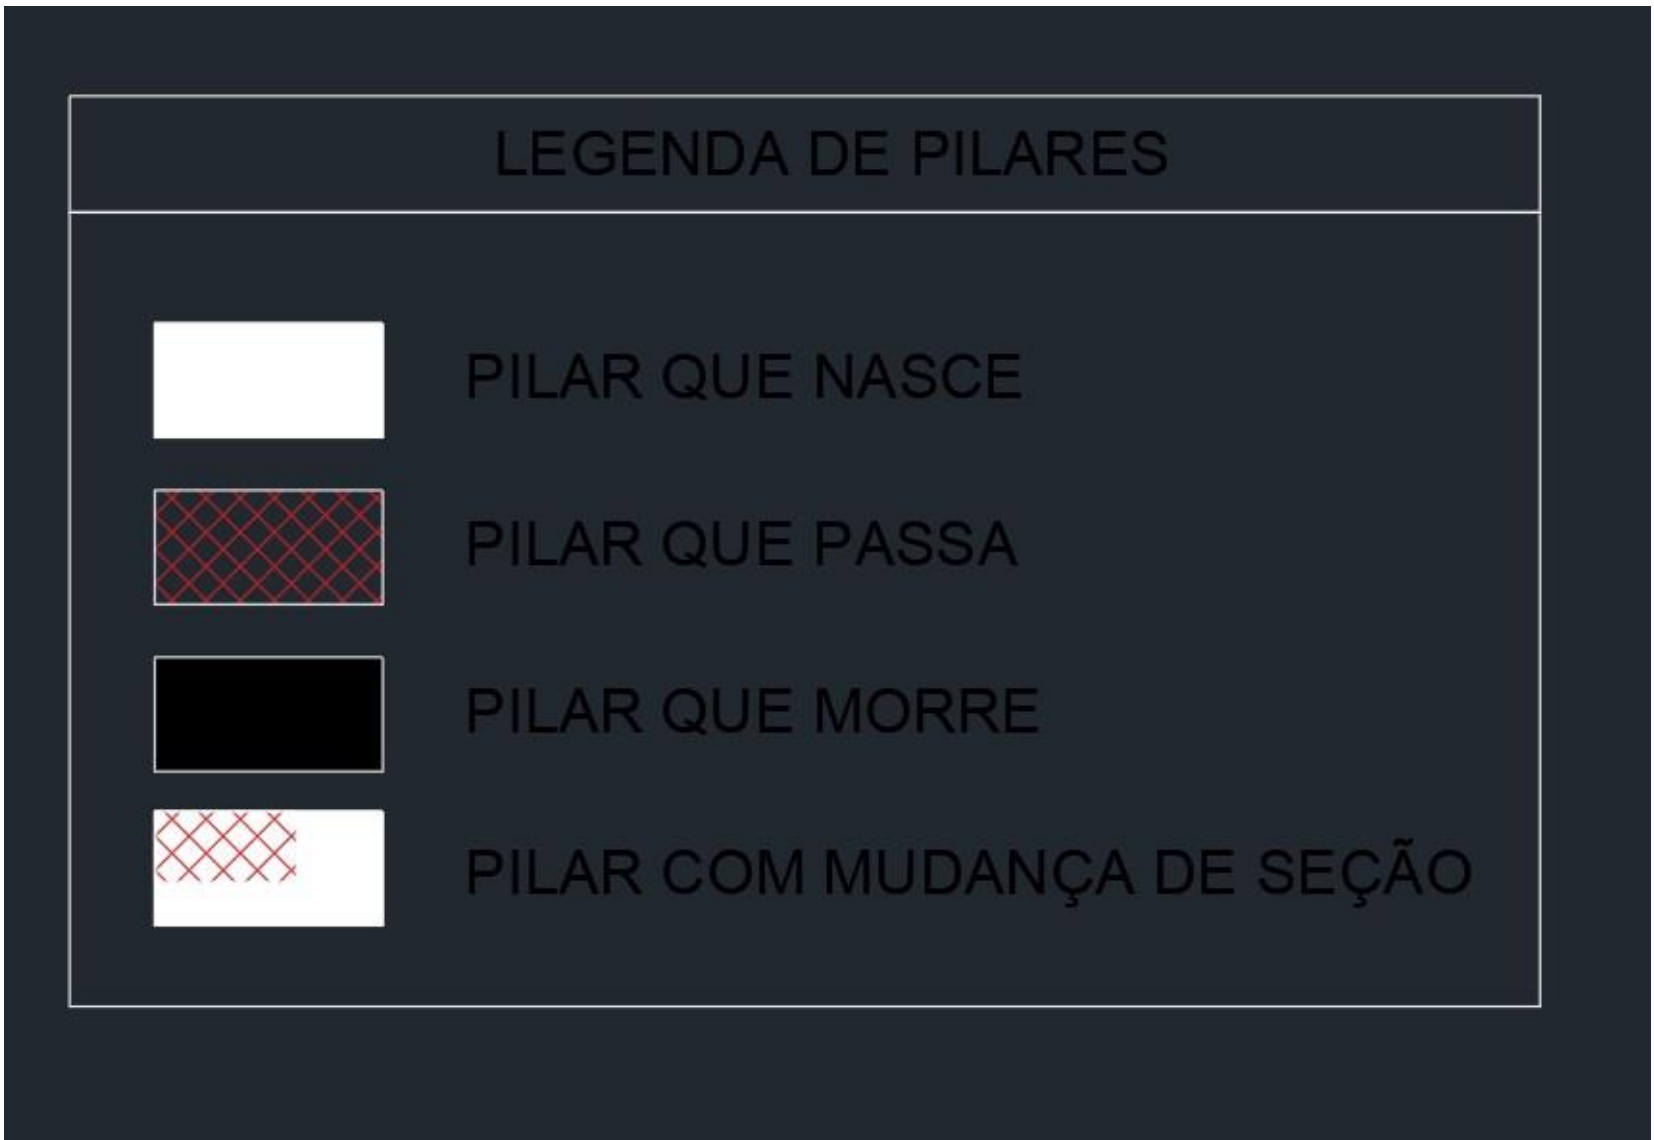 LEGENDA DE PILARES
PILAR QUE NASCE
PILAR QUE PASSA
PILAR QUE MORRE
PILAR COM MUDANÇA DE SEÇÃO